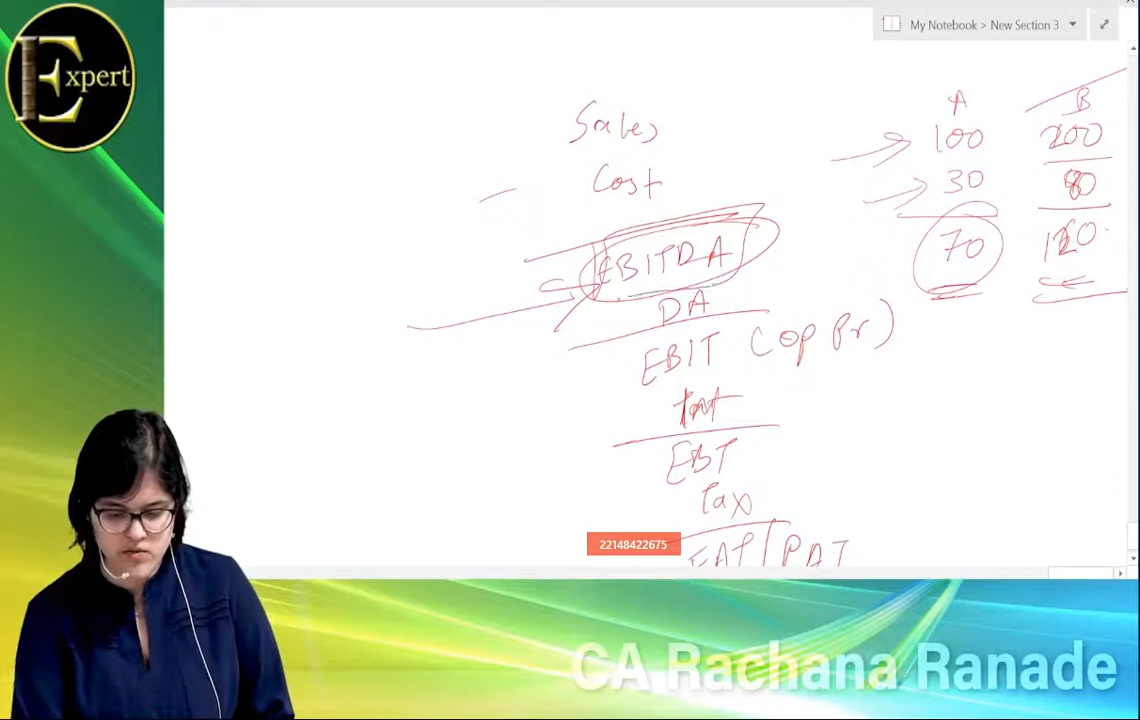 Expert
My Notebook > New Section 3
Sales
Cost
EBITDA
DA
EBIT (op Pr)
Int
EBT
Tax
EAT | PAT
A B
100 200
30 80
70 120
22148422675
CA Rachana Ranade